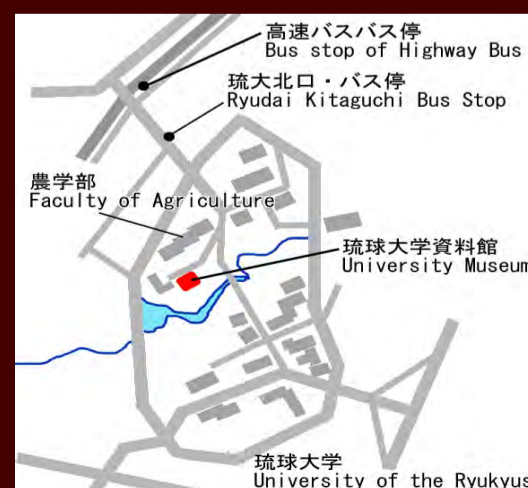 高速バスバス停
Bus stop of Highway Bus
琉大北口・バス停
Ryudai Kitaguchi Bus Stop
農学部
Faculty of Agriculture
琉球大学資料館
University Museum
琉球大学
University of the Ryukyus